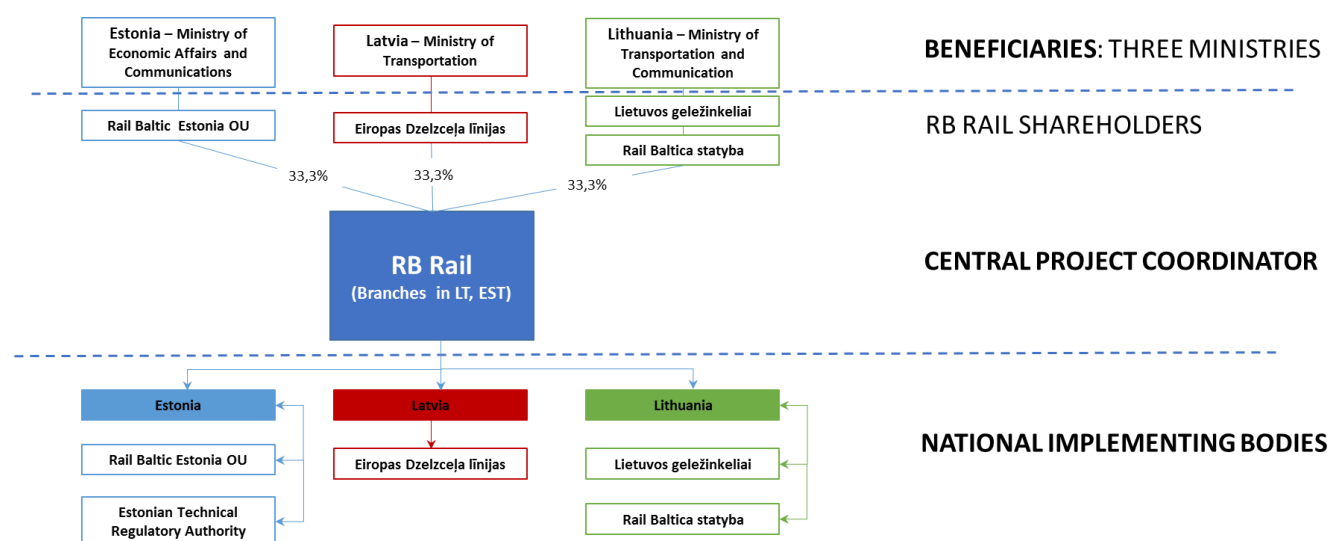 Estonia – Ministry of
Economic Affairs and
Communications
Latvia – Ministry of
Transportation
Lithuania – Ministry of
Transportation and
Communication
BENEFICIARIES: THREE MINISTRIES
Rail Baltic Estonia OU
Eiropas Dzelzceļa līnijas
Lietuvos geležinkeliai
Rail Baltica statyba
RB RAIL SHAREHOLDERS
33,3%
33,3%
33,3%
RB Rail
(Branches in LT, EST)
CENTRAL PROJECT COORDINATOR
Estonia
Latvia
Lithuania
Rail Baltic Estonia OU
Eiropas Dzelzceļa līnijas
Lietuvos geležinkeliai
NATIONAL IMPLEMENTING BODIES
Estonian Technical
Regulatory Authority
Rail Baltica statyba